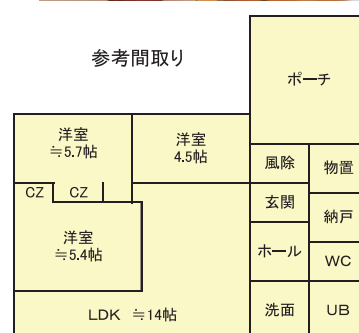 参考間取り
ポーチ
洋室
≒5.7帖
洋室
4.5帖
風除
物置
CZ
CZ
玄関
納戸
洋室
≒5.4帖
ホール
WC
LDK ≒14帖
洗面
UB